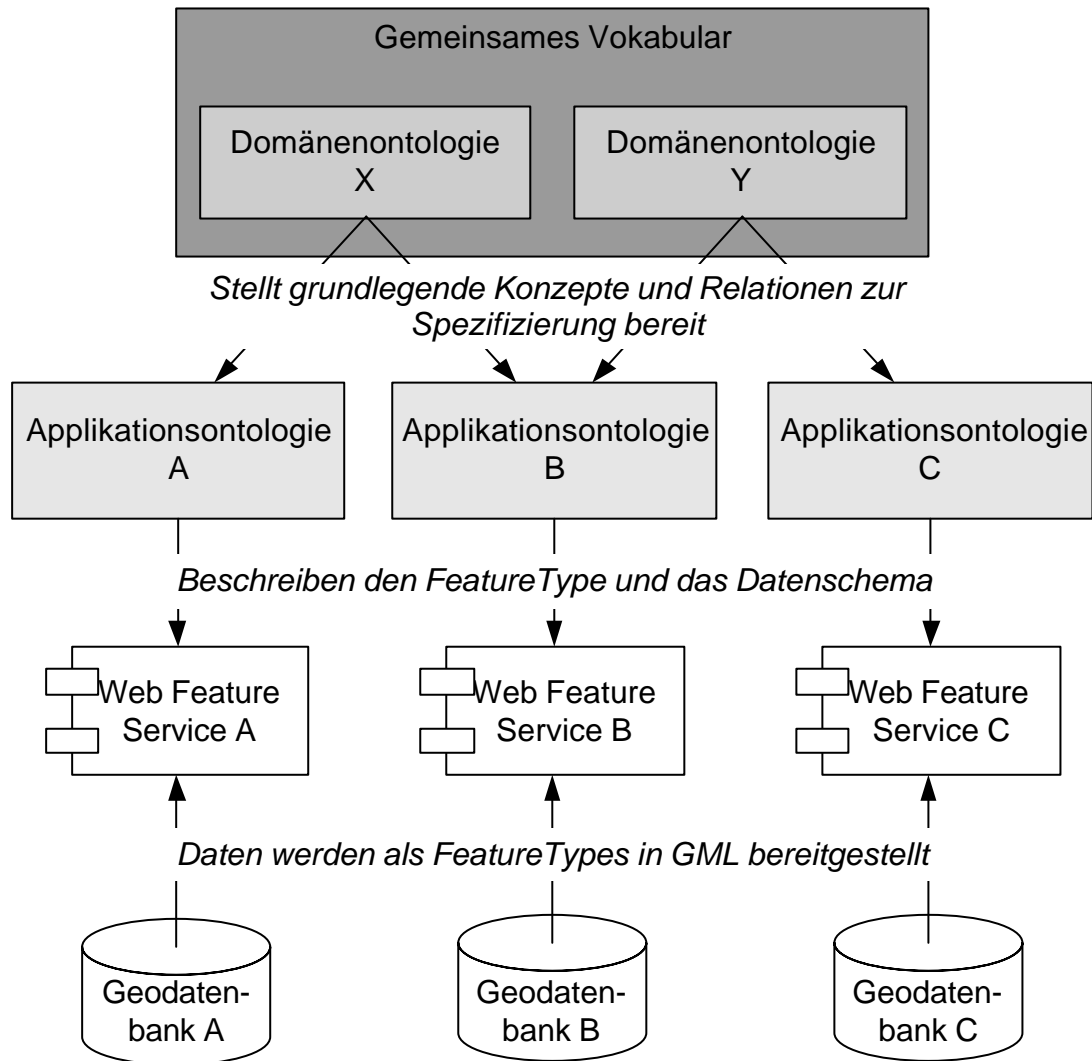 Gemeinsames Vokabular
Domänenontologie
X
Domänenontologie
Y
Stellt grundlegende Konzepte und Relationen zur
Spezifizierung bereit
Applikationsontologie
A
Applikationsontologie
B
Applikationsontologie
C
Beschreiben den FeatureType und das Datenschema
Web Feature
Service A
Web Feature
Service B
Web Feature
Service C
Daten werden als FeatureTypes in GML bereitgestellt
Geodaten-
bank A
Geodaten-
bank B
Geodaten-
bank C